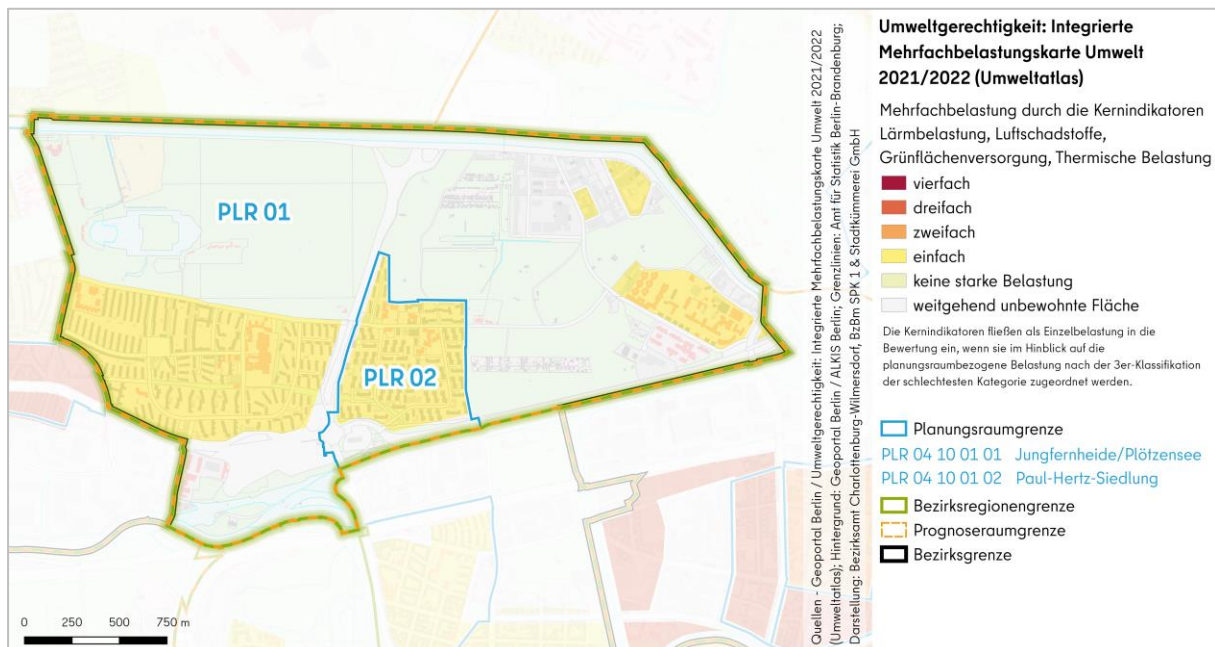 PLR 01
PLR 02
0 250 500 750 m
Quellen - Geoportal Berlin / Umweltgerechtigkeit: Integrierte Mehrfachbelastungskarte Umwelt 2021/2022
(Umweltatlas); Hintergrund: Geoportal Berlin / ALKIS Berlin; Grenzlinien: Amt für Statistik Berlin-Brandenburg;
Darstellung: Bezirksamt Charlottenburg-Wilmersdorf, BzBm SPK 1 & Stadtkümmerei GmbH
Umweltgerechtigkeit: Integrierte
Mehrfachbelastungskarte Umwelt
2021/2022 (Umweltatlas)
Mehrfachbelastung durch die Kernindikatoren
Lärmbelastung, Luftschadstoffe,
Grünflächenversorgung, Thermische Belastung
vierfach
dreifach
zweifach
einfach
keine starke Belastung
weitgehend unbewohnte Fläche
Die Kernindikatoren fließen als Einzelbelastung in die
Bewertung ein, wenn sie im Hinblick auf die
planungsraumbezogene Belastung nach der 3er-Klassifikation
der schlechtesten Kategorie zugeordnet werden.
Planungsraumgrenze
PLR 04 10 01 01 Jungfernheide/Plötzensee
PLR 04 10 01 02 Paul-Hertz-Siedlung
Bezirksregionengrenze
Prognoseraumgrenze
Bezirksgrenze